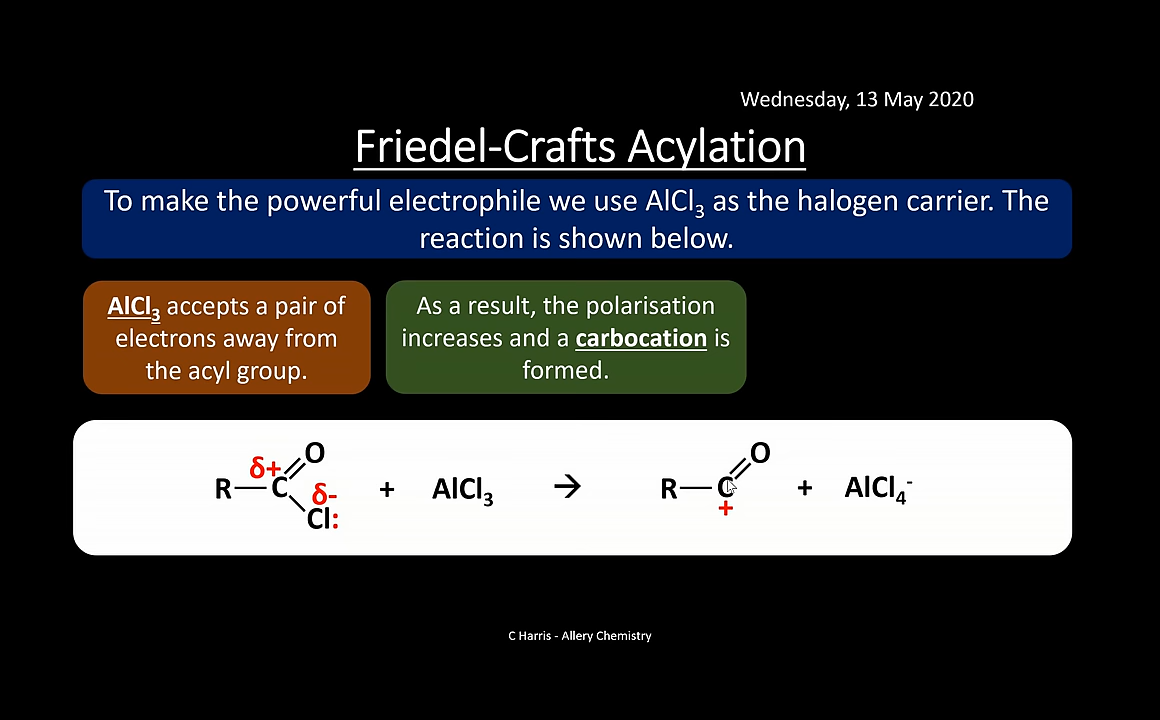 Wednesday, 13 May 2020
Friedel-Crafts Acylation
To make the powerful electrophile we use AlCl₃ as the halogen carrier. The
reaction is shown below.
AlCl₃ accepts a pair of
electrons away from
the acyl group.
As a result, the polarisation
increases and a carbocation is
formed.
O
δ+
R—C
δ-
Cl:
+ AlCl₃ →
O
R—C
+
+ AlCl₄⁻
C Harris - Allery Chemistry